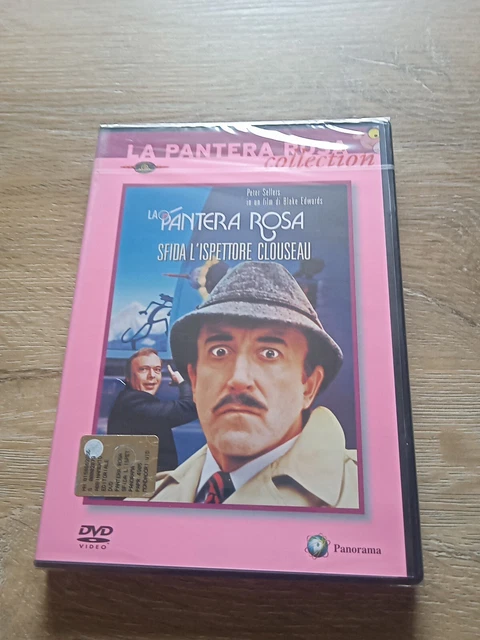 LA PANTERA ROSA
collection
Peter Sellers
in un film di Blake Edwards
LA PANTERA ROSA
SFIDA L'ISPETTORE CLOUSEAU
DVD
VIDEO
Panorama